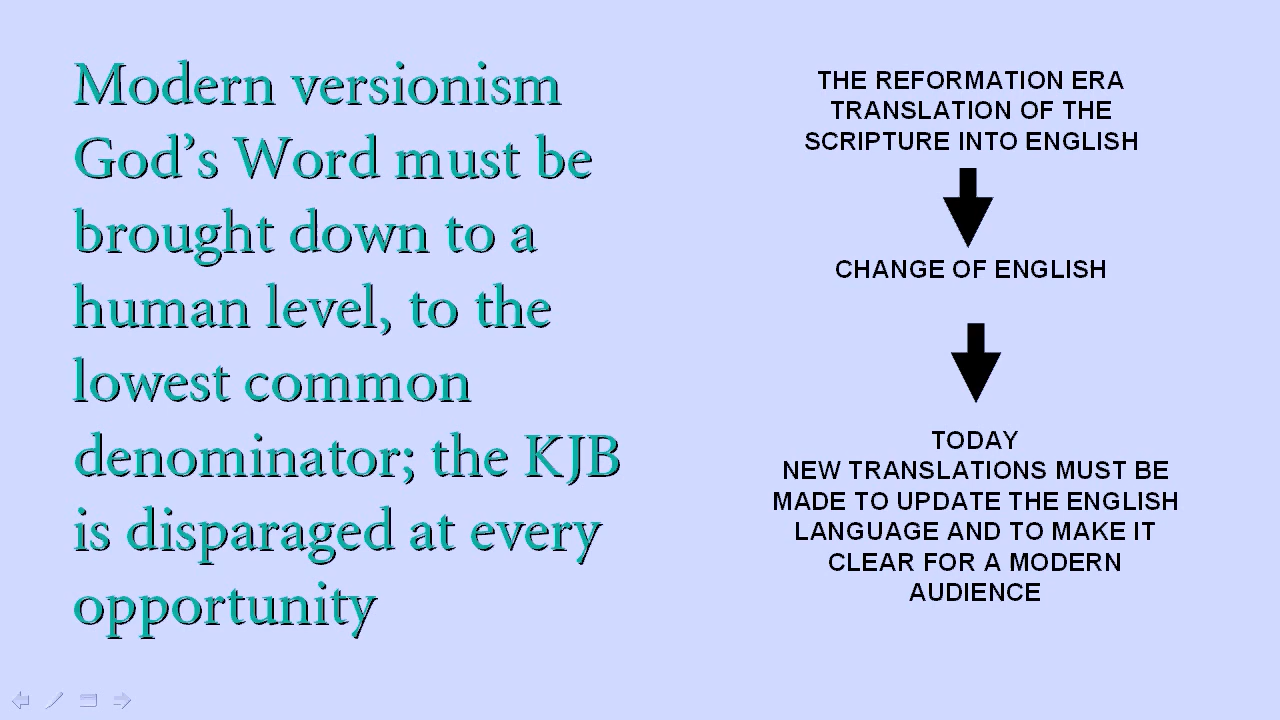 Modern versionism
God’s Word must be
brought down to a
human level, to the
lowest common
denominator; the KJB
is disparaged at every
opportunity
THE REFORMATION ERA
TRANSLATION OF THE
SCRIPTURE INTO ENGLISH
CHANGE OF ENGLISH
TODAY
NEW TRANSLATIONS MUST BE
MADE TO UPDATE THE ENGLISH
LANGUAGE AND TO MAKE IT
CLEAR FOR A MODERN
AUDIENCE